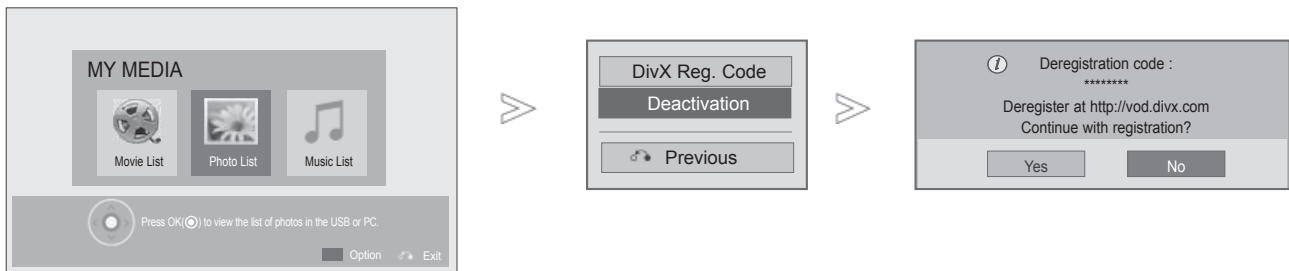 MY MEDIA
Movie List
Photo List
Music List
Press OK(◉) to view the list of photos in the USB or PC.
Option
Exit
DivX Reg. Code
Deactivation
Previous
Deregistration code :
********
Deregister at http://vod.divx.com
Continue with registration?
Yes
No